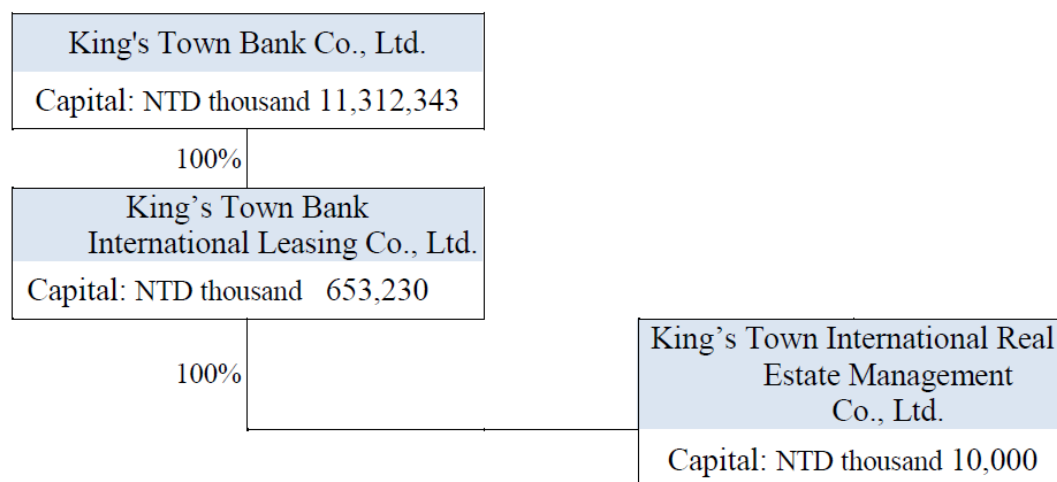 King's Town Bank Co., Ltd.
Capital: NTD thousand 11,312,343
100%
King’s Town Bank
International Leasing Co., Ltd.
Capital: NTD thousand 653,230
100%
King’s Town International Real
Estate Management
Co., Ltd.
Capital: NTD thousand 10,000